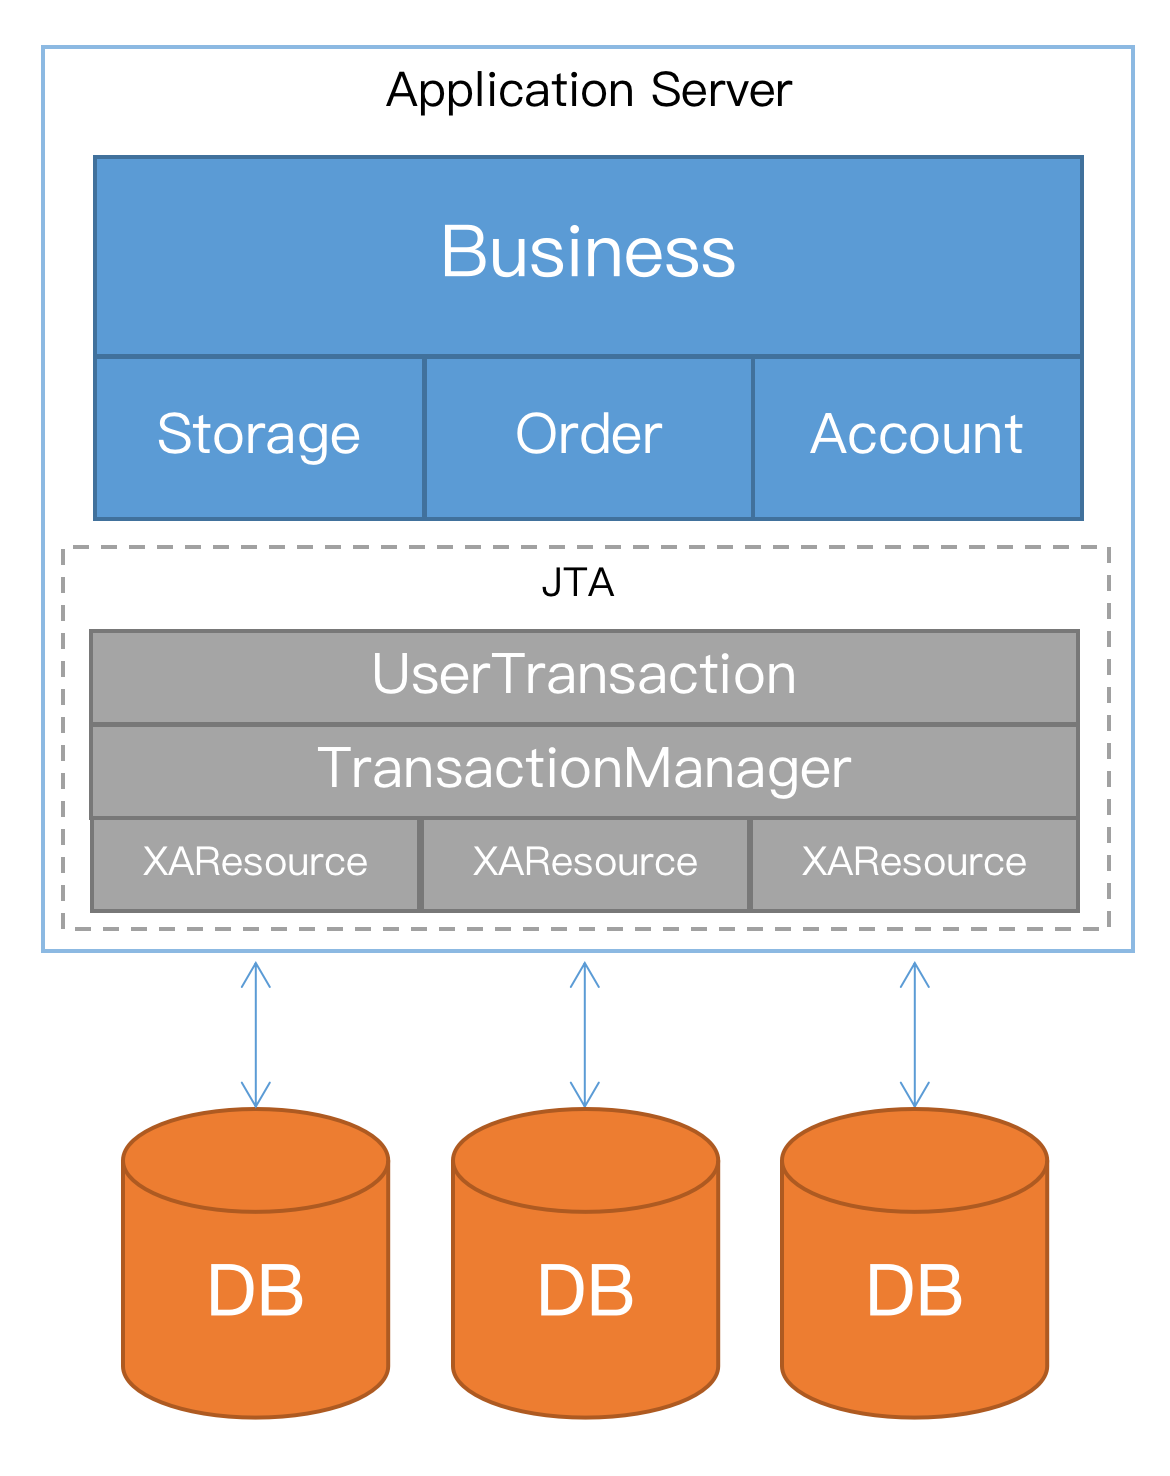 Application Server
Business
Storage Order Account
JTA
UserTransaction
TransactionManager
XAResource XAResource XAResource
DB DB DB